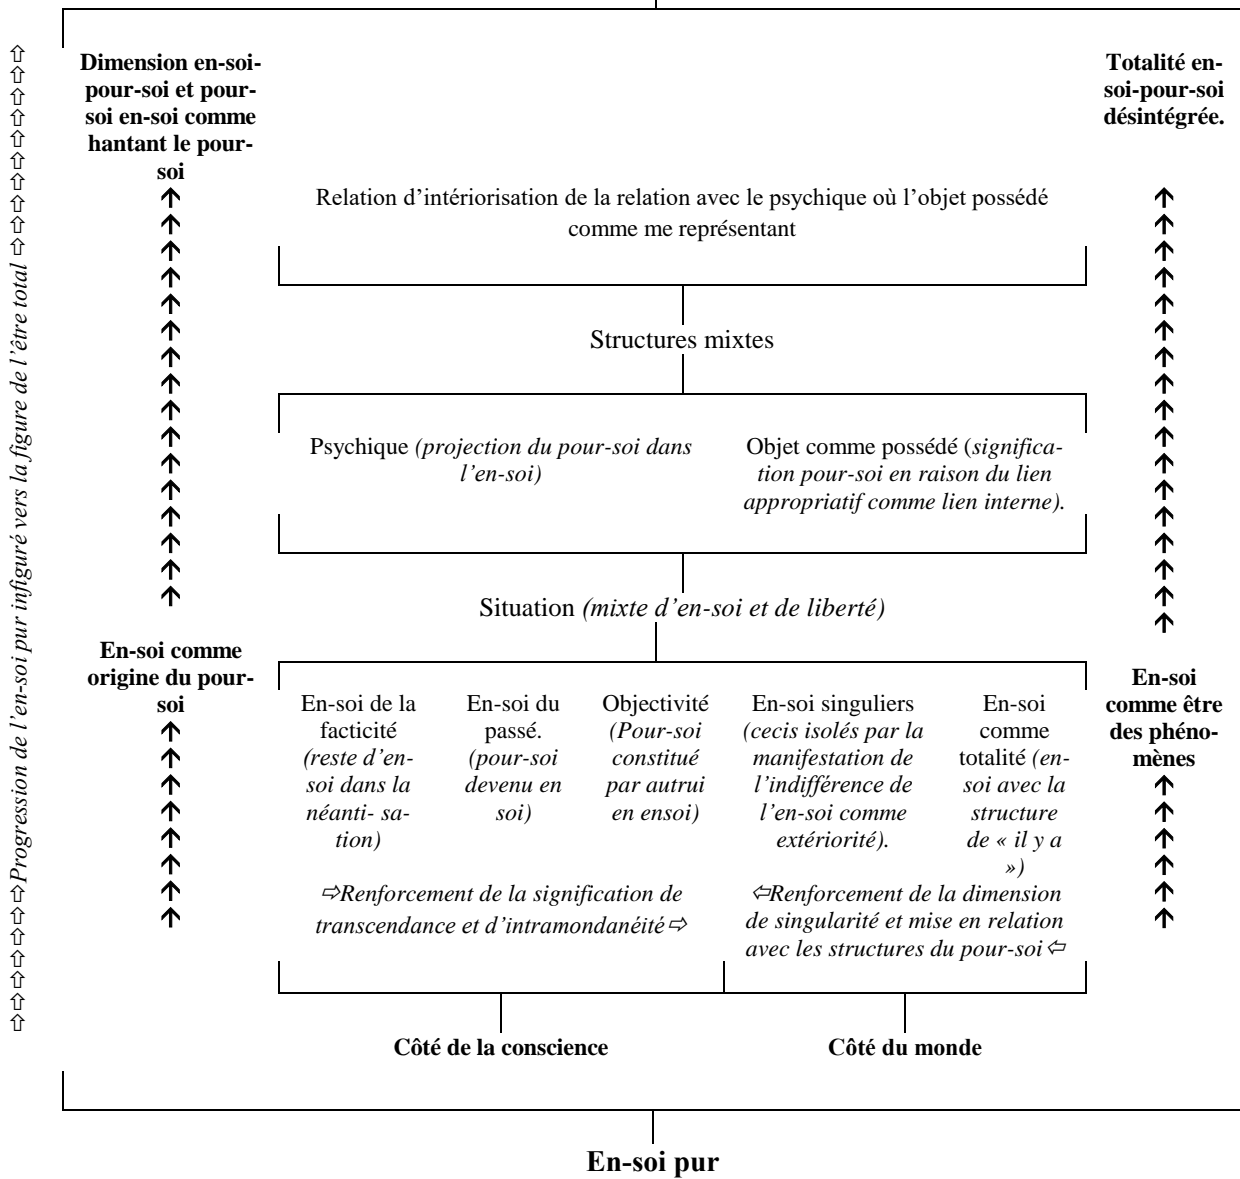 ⇧⇧⇧⇧⇧⇧⇧Progression de l’en-soi pur infiguré vers la figure de l’être total⇧⇧⇧⇧⇧⇧⇧⇧⇧⇧
Dimension en-soi-
pour-soi et pour-
soi en-soi comme
hantant le pour-
soi
Totalité en-
soi-pour-soi
désintégrée.
Relation d’intériorisation de la relation avec le psychique où l’objet possédé
comme me représentant
Structures mixtes
Psychique (projection du pour-soi dans
l’en-soi)
Objet comme possédé (significa-
tion pour-soi en raison du lien
appropriatif comme lien interne).
Situation (mixte d’en-soi et de liberté)
En-soi comme
origine du pour-
soi
En-soi de la
facticité
(reste d’en-
soi dans la
néanti- sa-
tion)
En-soi du
passé.
(pour-soi
devenu en
soi)
Objectivité
(Pour-soi
constitué
par autrui
en ensoi)
En-soi singuliers
(cecis isolés par la
manifestation de
l’indifférence de
l’en-soi comme
extériorité).
En-soi
comme
totalité (en-
soi avec la
structure
de « il y a
»)
En-soi
comme être
des phéno-
mènes
⇨Renforcement de la signification de
transcendance et d’intramondanéité⇨
⇦Renforcement de la dimension
de singularité et mise en relation
avec les structures du pour-soi⇦
Côté de la conscience
Côté du monde
En-soi pur